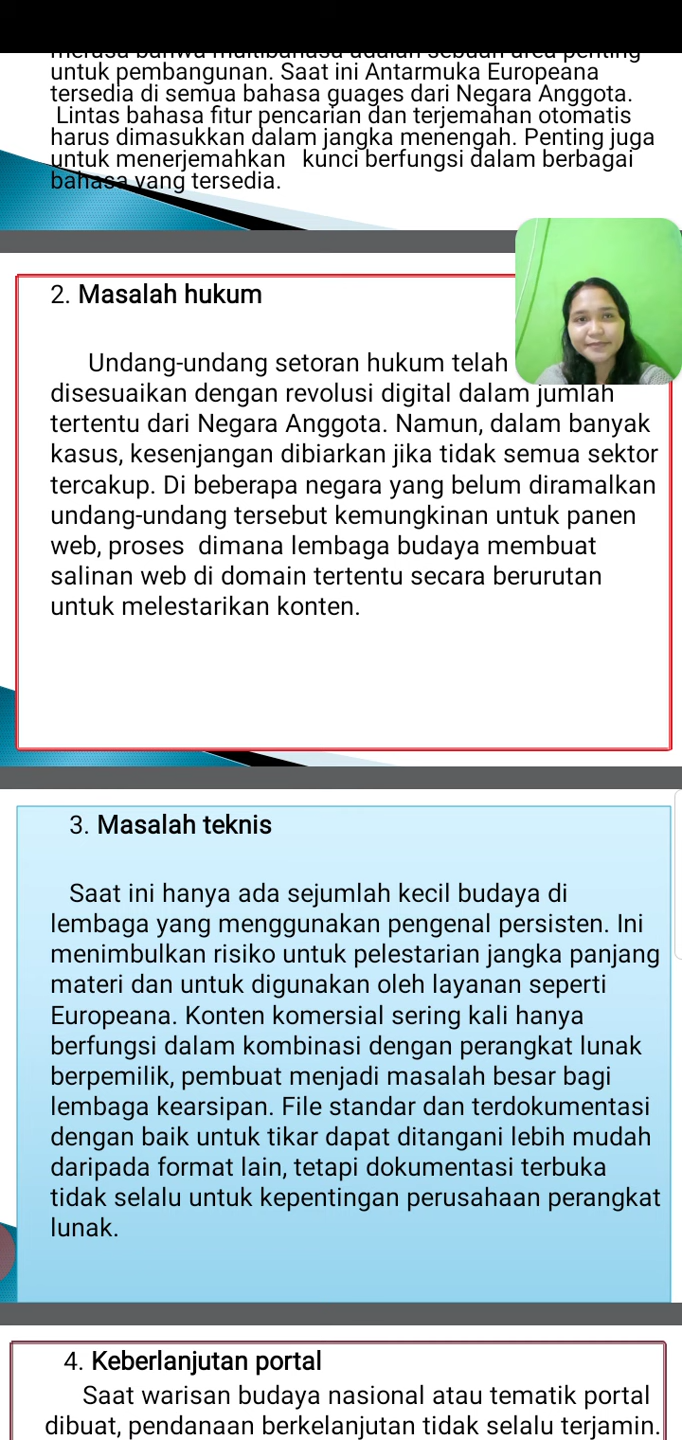 merasa bahwa multibahasa adalah sebuah area penting
untuk pembangunan. Saat ini Antarmuka Europeana
tersedia di semua bahasa guages dari Negara Anggota.
Lintas bahasa fitur pencarian dan terjemahan otomatis
harus dimasukkan dalam jangka menengah. Penting juga
untuk menerjemahkan kunci berfungsi dalam berbagai
bahasa yang tersedia.
2. Masalah hukum
Undang-undang setoran hukum telah
disesuaikan dengan revolusi digital dalam jumlah
tertentu dari Negara Anggota. Namun, dalam banyak
kasus, kesenjangan dibiarkan jika tidak semua sektor
tercakup. Di beberapa negara yang belum diramalkan
undang-undang tersebut kemungkinan untuk panen
web, proses dimana lembaga budaya membuat
salinan web di domain tertentu secara berurutan
untuk melestarikan konten.
3. Masalah teknis
Saat ini hanya ada sejumlah kecil budaya di
lembaga yang menggunakan pengenal persisten. Ini
menimbulkan risiko untuk pelestarian jangka panjang
materi dan untuk digunakan oleh layanan seperti
Europeana. Konten komersial sering kali hanya
berfungsi dalam kombinasi dengan perangkat lunak
berpemilik, pembuat menjadi masalah besar bagi
lembaga kearsipan. File standar dan terdokumentasi
dengan baik untuk tikar dapat ditangani lebih mudah
daripada format lain, tetapi dokumentasi terbuka
tidak selalu untuk kepentingan perusahaan perangkat
lunak.
4. Keberlanjutan portal
Saat warisan budaya nasional atau tematik portal
dibuat, pendanaan berkelanjutan tidak selalu terjamin.